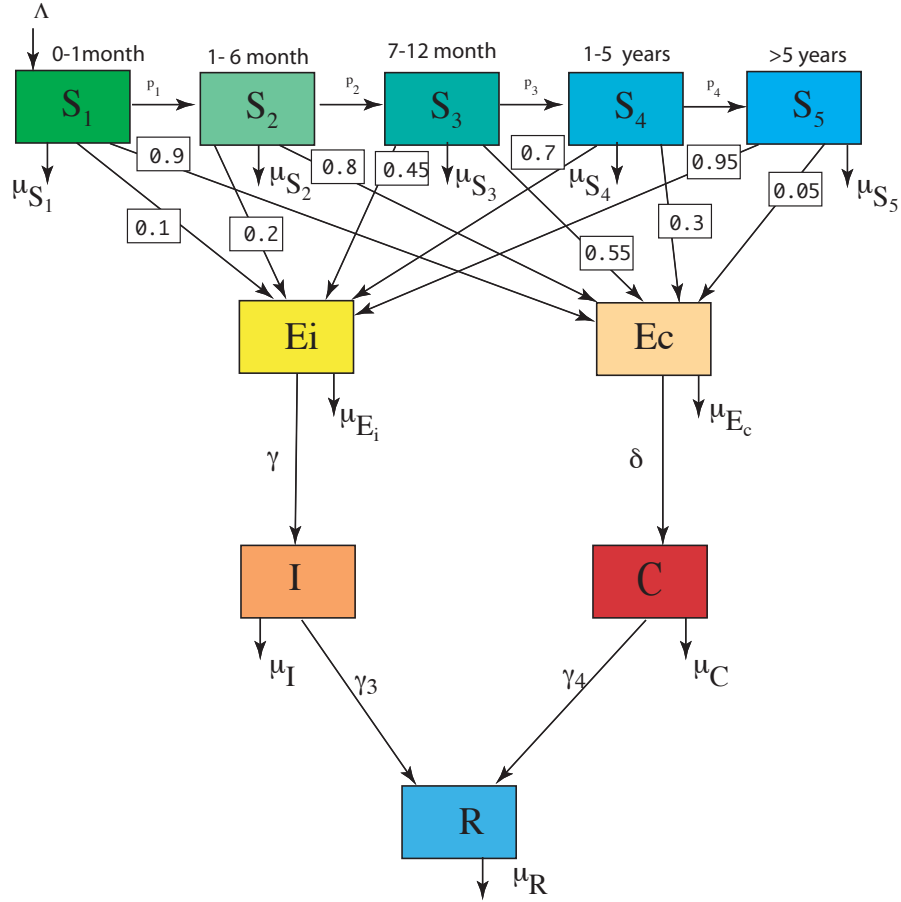 Λ
0-1month 1- 6 month 7-12 month 1-5 years >5 years
S1 p1 S2 p2 S3 p3 S4 p4 S5
0.9 0.8 0.45 0.7 0.95
μS1 μS2 μS3 μS4 μS5
0.1 0.2 0.55 0.3 0.05
Ei Ec
μEi μEc
γ δ
I C
μI μC
γ3 γ4
R
μR